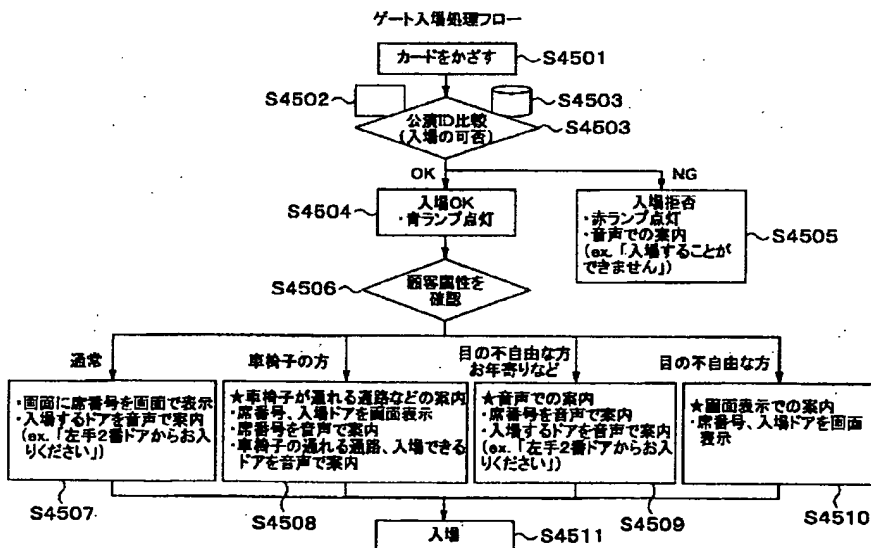 ゲート入場処理フロー
カードをかざす
S4501
S4502
S4503
公演ID比較
(入場の可否)
S4503
OK
NG
入場OK
・青ランプ点灯
S4504
入場拒否
・赤ランプ点灯
・音声での案内
(ex.「入場することが
できません」)
S4505
顧客属性を
確認
S4506
通常
車椅子の方
目の不自由な方
お年寄りなど
目の不自由な方
・画面に席番号を画面で表示
・入場するドアを音声で案内
(ex.「左手2番ドアからお入
りください」)
★車椅子が通れる通路などの案内
・席番号、入場ドアを画面表示
・席番号を音声で案内
・車椅子の通れる通路、入場できる
ドアを音声で案内
★音声での案内
・席番号を音声で案内
・入場するドアを音声で案内
(ex.「左手2番ドアからお入
りください」)
★画面表示での案内
・席番号、入場ドアを画面
表示
S4507
S4508
S4509
S4510
入場
S4511